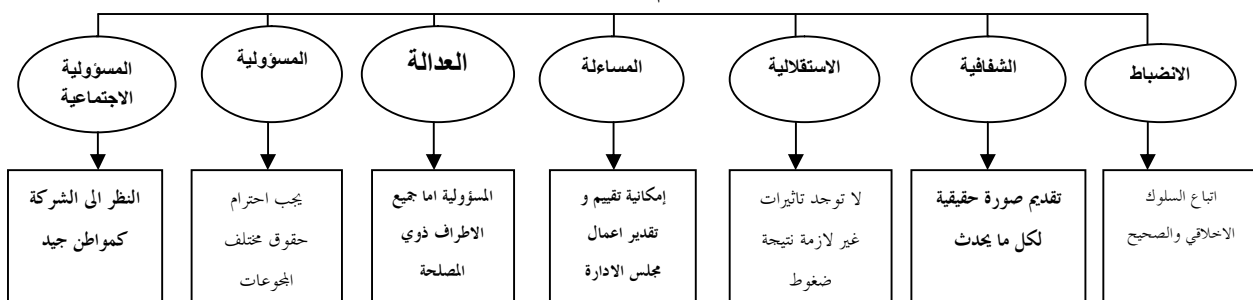 الانضباط
الشفافية
الاستقلالية
المساءلة
العدالة
المسؤولية
المسؤولية
الاجتماعية
اتباع السلوك
الاخلاقي والصحيح
تقديم صورة حقيقية
لكل ما يحدث
لا توجد تاثيرات
غير لازمة نتيجة
ضغوط
إمكانية تقييم و
تقدير اعمال
مجلس الادارة
المسؤولية اما جميع
الاطراف ذوي
المصلحة
يجب احترام
حقوق مختلف
المجوعات
النظر الى الشركة
كمواطن جيد